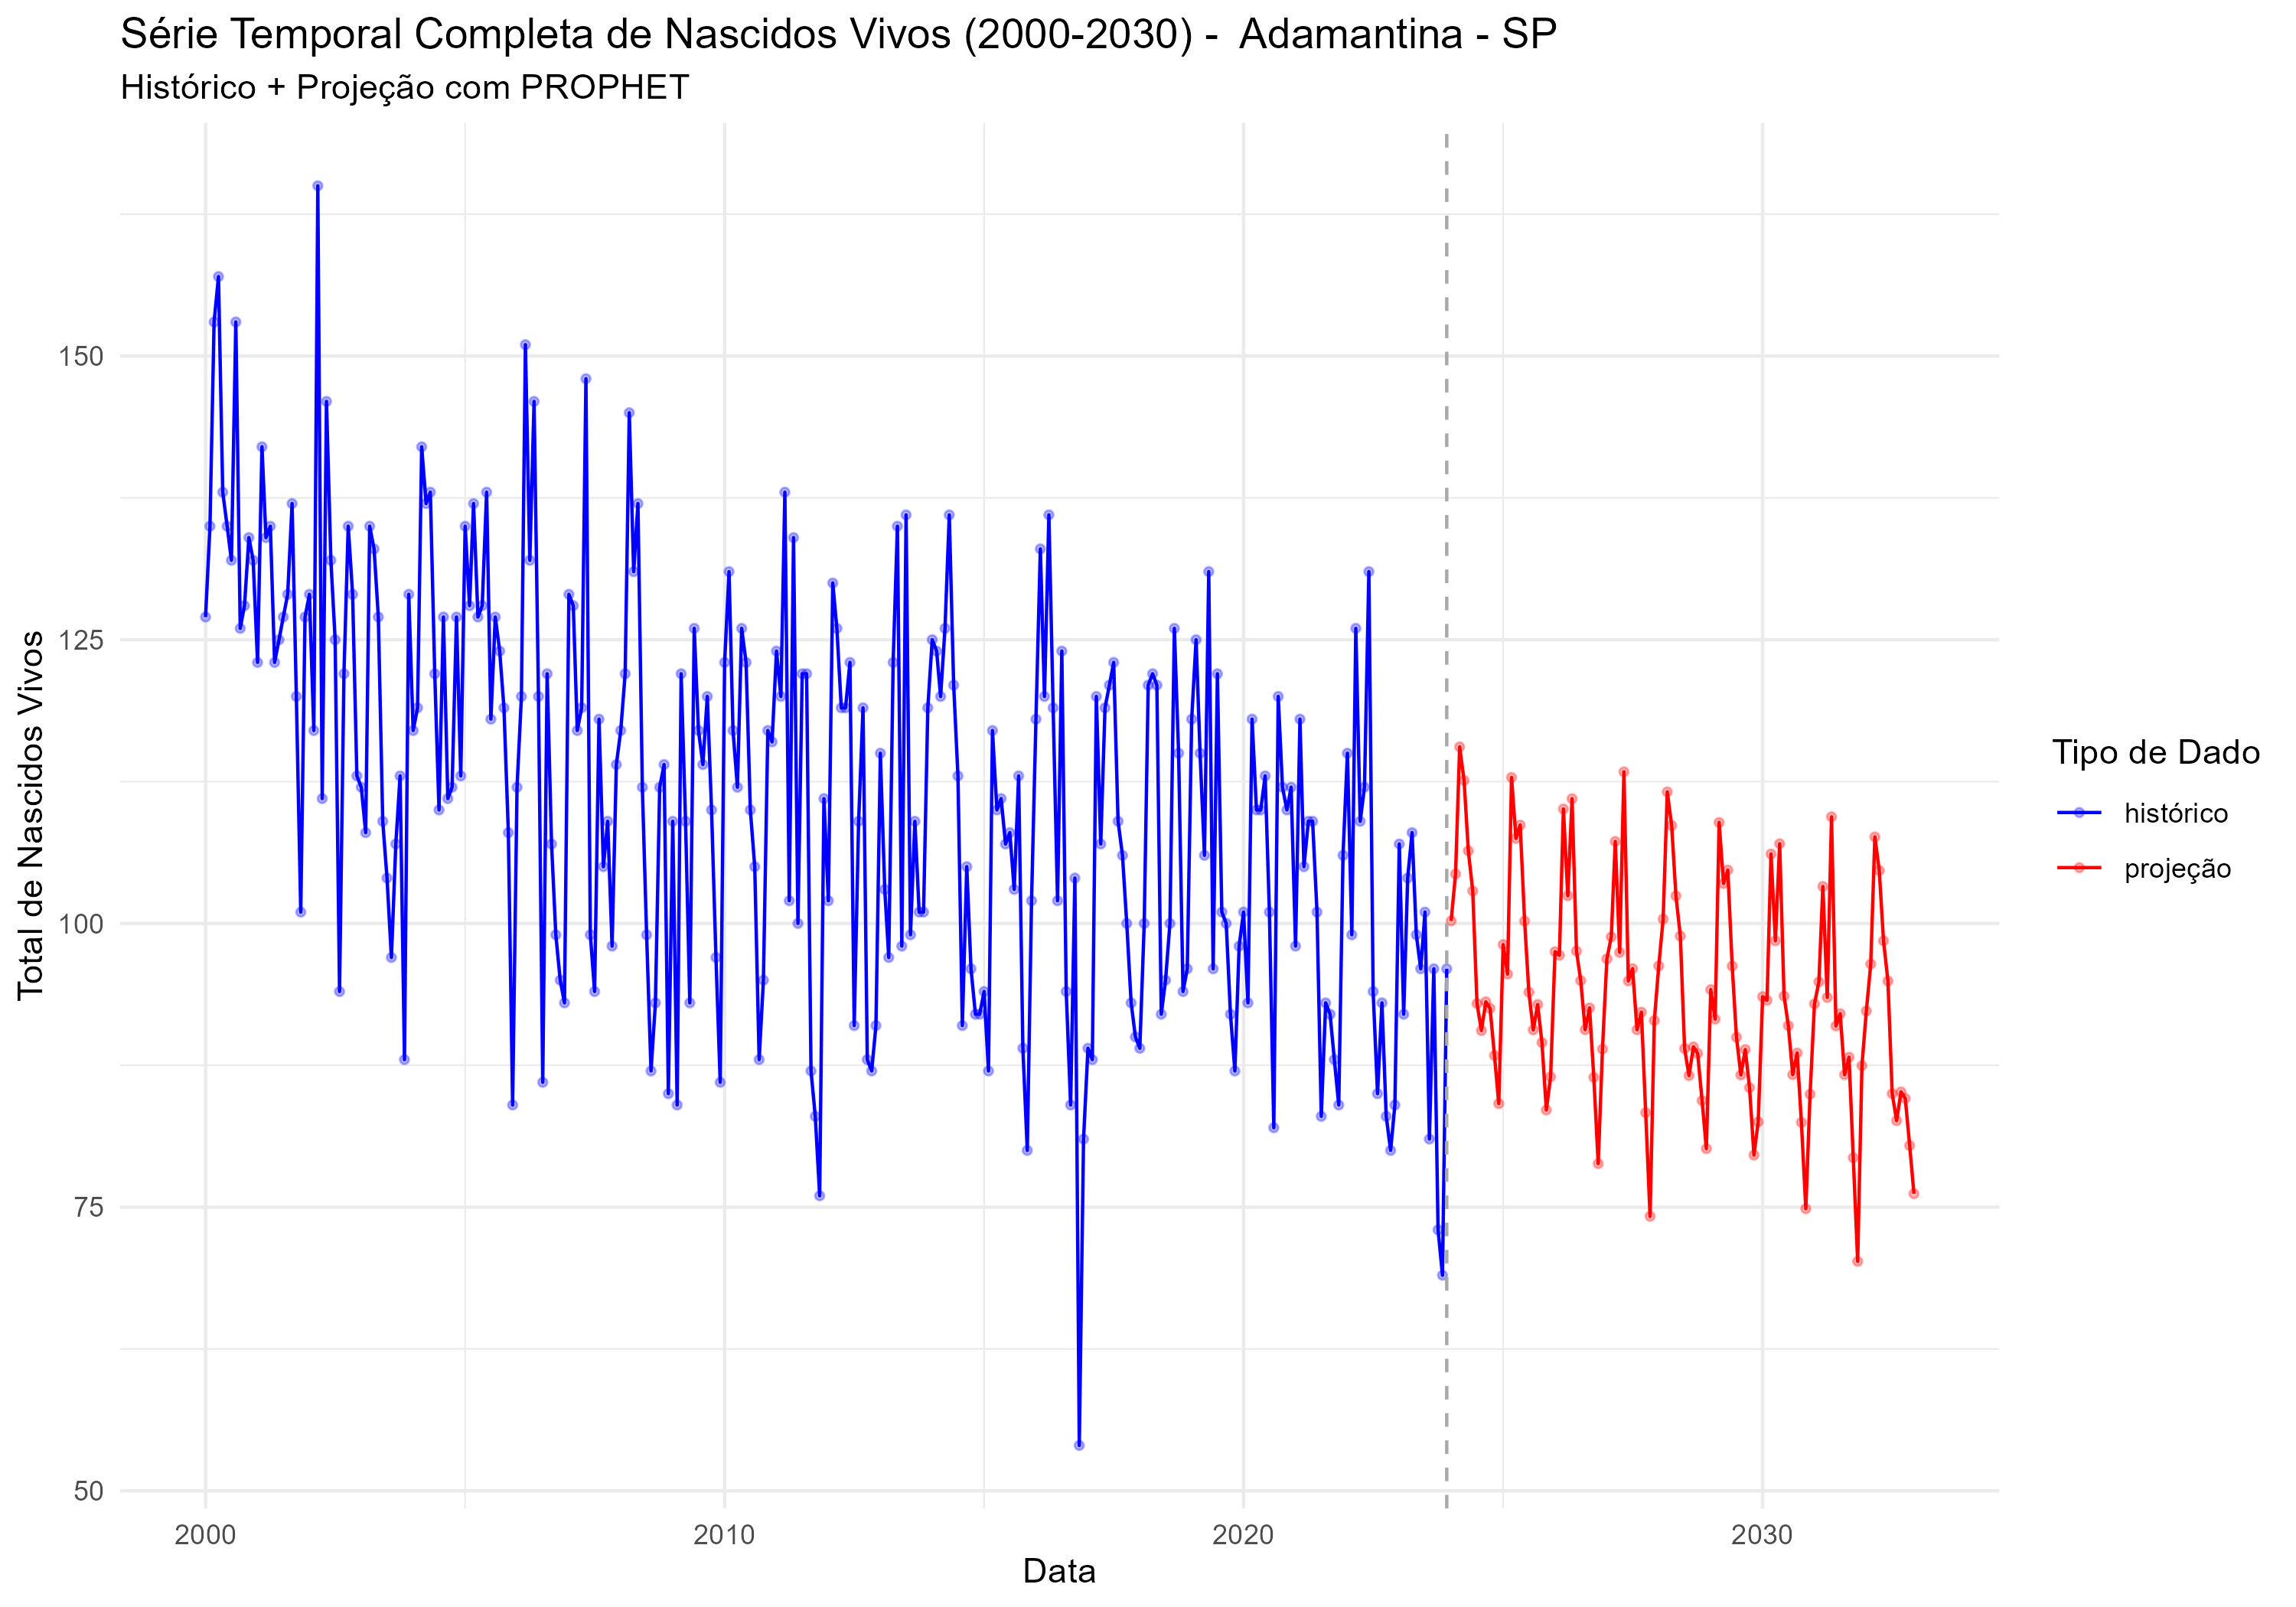 Série Temporal Completa de Nascidos Vivos (2000-2030) -  Adamantina - SP
Histórico + Projeção com PROPHET
Total de Nascidos Vivos
150
125
100
75
50
2000
2010
2020
2030
Data
Tipo de Dado
histórico
projeção